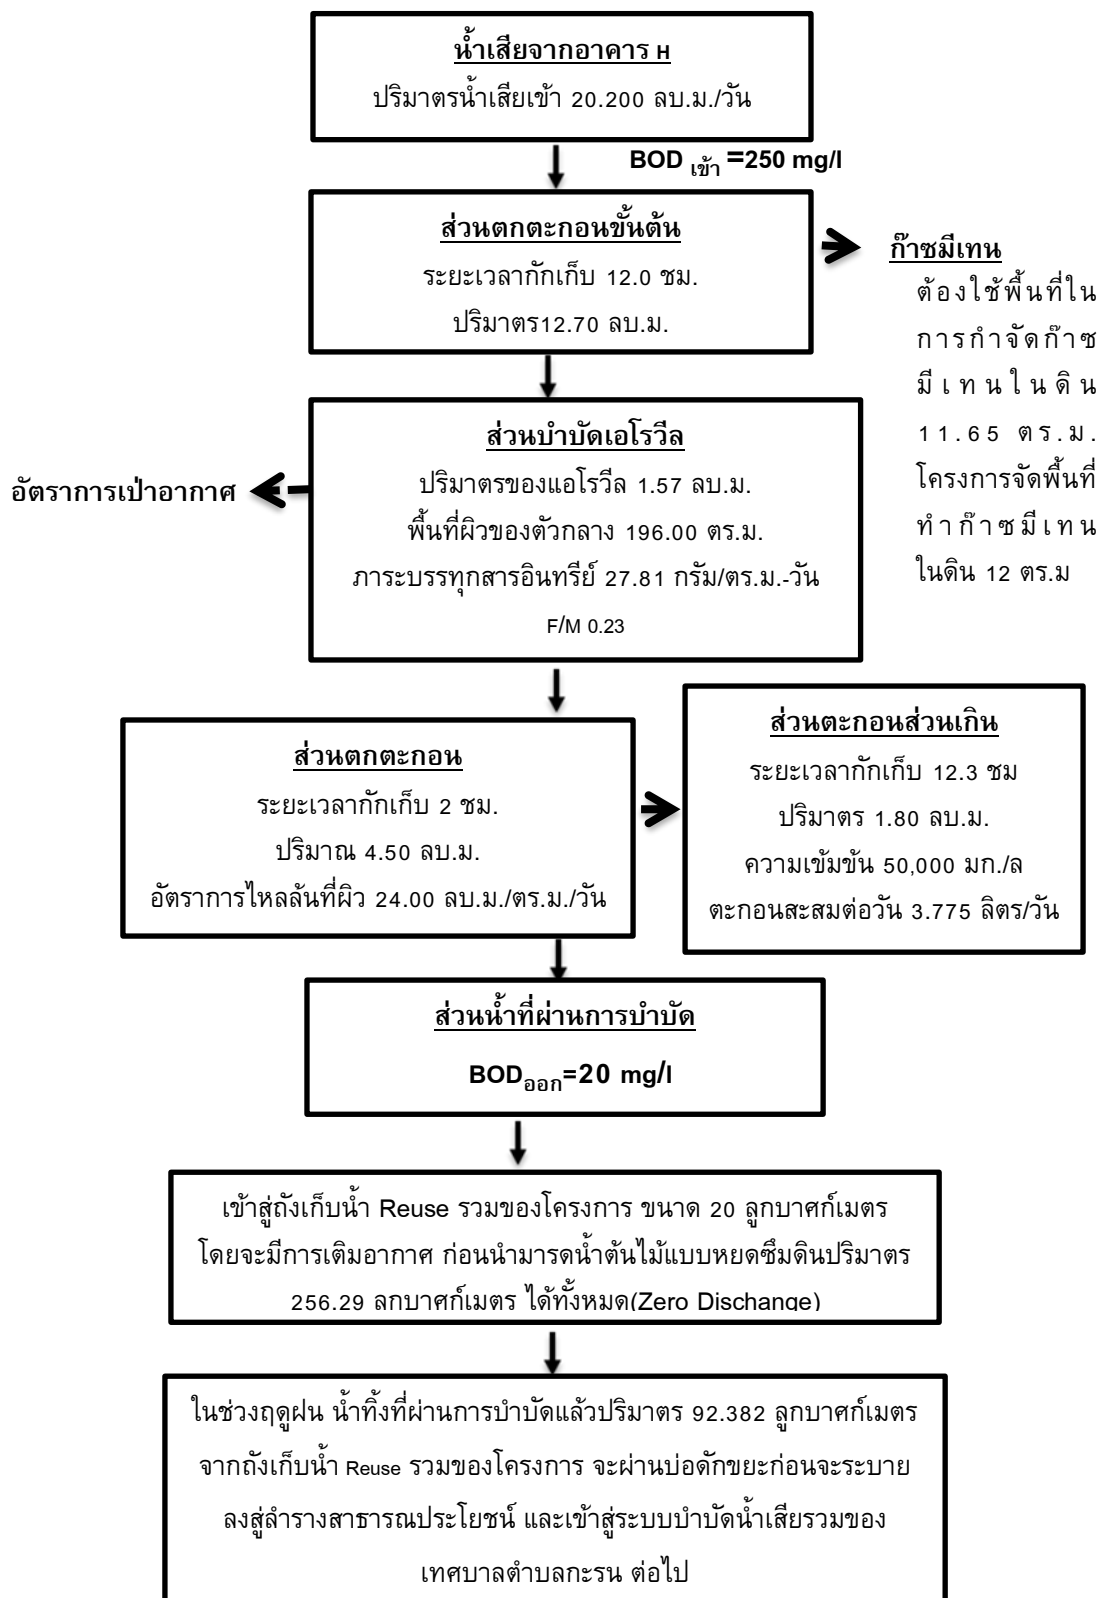 น้ำเสียจากอาคาร H
ปริมาตรน้ำเสียเข้า 20.200 ลบ.ม./วัน
BOD เข้า =250 mg/l
ส่วนตกตะกอนขั้นต้น
ระยะเวลากักเก็บ 12.0 ชม.
ปริมาตร12.70 ลบ.ม.
ก๊าซมีเทน
ต้องใช้พื้นที่ใน
การกำจัดก๊าซ
มีเทนในดิน
11.65 ตร.ม.
โครงการจัดพื้นที่
ทำก๊าซมีเทน
ในดิน 12 ตร.ม
ส่วนบำบัดเอโรวีล
ปริมาตรของแอโรวีล 1.57 ลบ.ม.
พื้นที่ผิวของตัวกลาง 196.00 ตร.ม.
ภาระบรรทุกสารอินทรีย์ 27.81 กรัม/ตร.ม.-วัน
F/M 0.23
อัตราการเป่าอากาศ
ส่วนตกตะกอน
ระยะเวลากักเก็บ 2 ชม.
ปริมาณ 4.50 ลบ.ม.
อัตราการไหลล้นที่ผิว 24.00 ลบ.ม./ตร.ม./วัน
ส่วนตะกอนส่วนเกิน
ระยะเวลากักเก็บ 12.3 ชม
ปริมาตร 1.80 ลบ.ม.
ความเข้มข้น 50,000 มก./ล
ตะกอนสะสมต่อวัน 3.775 ลิตร/วัน
ส่วนน้ำที่ผ่านการบำบัด
BODออก=20 mg/l
เข้าสู่ถังเก็บน้ำ Reuse รวมของโครงการ ขนาด 20 ลูกบาศก์เมตร
โดยจะมีการเติมอากาศ ก่อนนำมารดน้ำต้นไม้แบบหยดซึมดินปริมาตร
256.29 ลกบาศก์เมตร ได้ทั้งหมด(Zero Dischange)
ในช่วงฤดูฝน น้ำทิ้งที่ผ่านการบำบัดแล้วปริมาตร 92.382 ลูกบาศก์เมตร
จากถังเก็บน้ำ Reuse รวมของโครงการ จะผ่านบ่อดักขยะก่อนจะระบาย
ลงสู่ลำรางสาธารณประโยชน์ และเข้าสู่ระบบบำบัดน้ำเสียรวมของ
เทศบาลตำบลกะรน ต่อไป